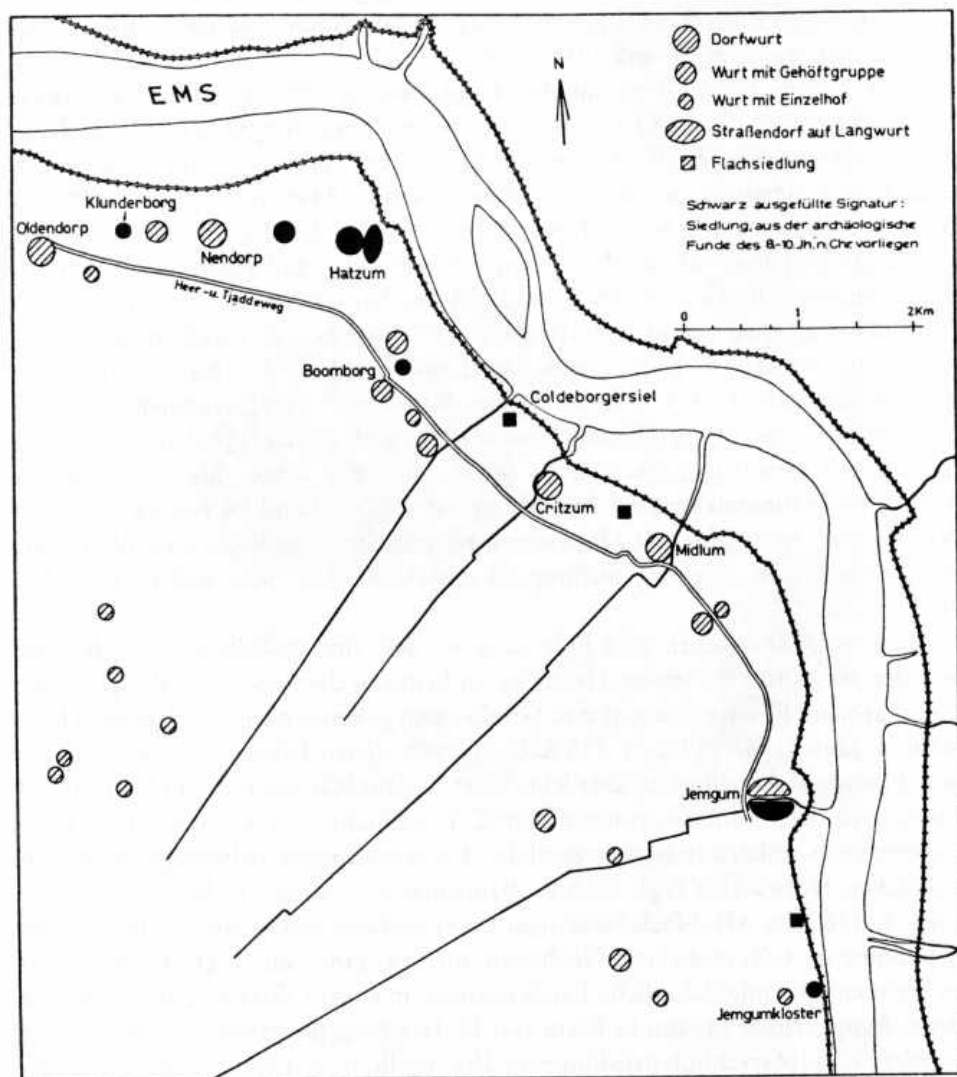 EMS
N
Dorfwurt
Wurt mit Gehöftgruppe
Wurt mit Einzelhof
Straßendorf auf Langwurt
Flachsiedlung
Schwarz ausgefüllte Signatur:
Siedlung, aus der archäologische
Funde des 8.-10.Jh.n.Chr vorliegen
0 1 2 Km
Klunderborg
Oldendorp
Nendorp
Hatzum
Heer-u. Tjaddeweg
Boomborg
Coldeborgersiel
Critzum
Midlum
Jemgum
Jemgumkloster